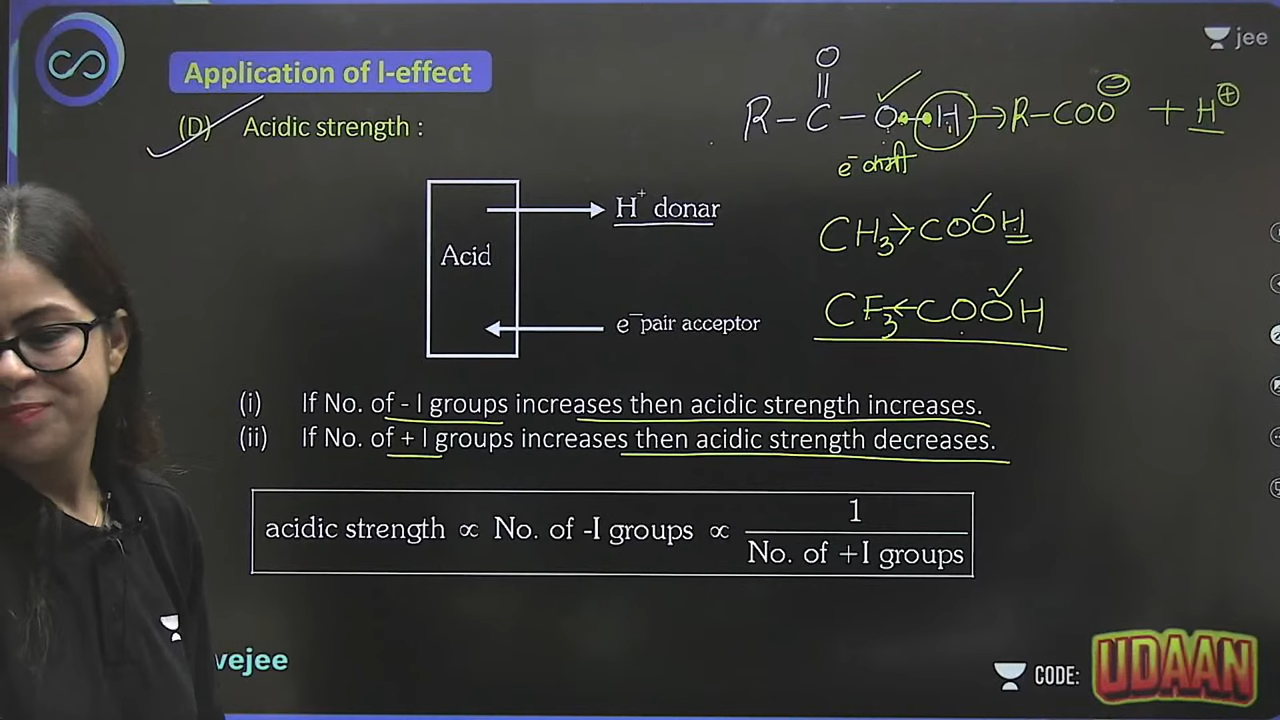 jee
Application of I-effect
(D) Acidic strength :
O
||
R – C – O – H → R–COO⊖ + H⊕
e⁻
H⁺ donar
Acid
CH₃ > COOH
e⁻pair acceptor
CF₃ ← COOH
(i) If No. of - I groups increases then acidic strength increases.
(ii) If No. of + I groups increases then acidic strength decreases.
acidic strength ∝ No. of -I groups ∝ 1
No. of +I groups
vejee
CODE: UDAAN